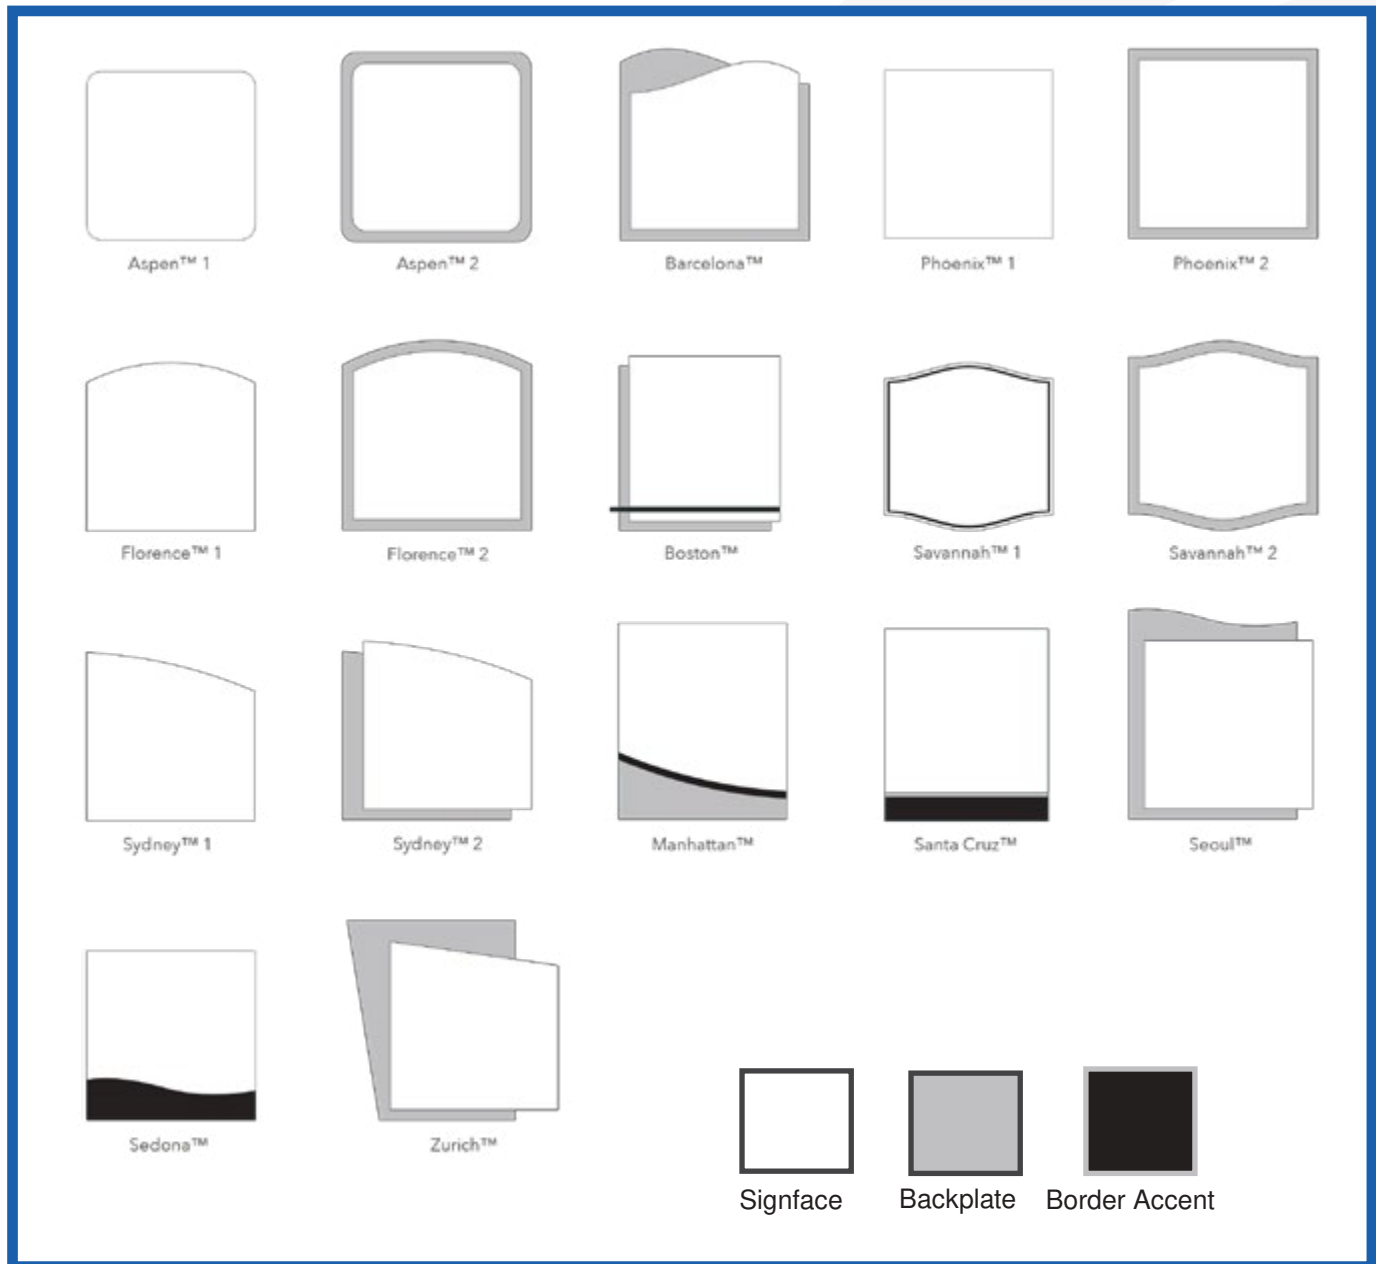 Aspen™ 1
Aspen™ 2
Barcelona™
Phoenix™ 1
Phoenix™ 2
Florence™ 1
Florence™ 2
Boston™
Savannah™ 1
Savannah™ 2
Sydney™ 1
Sydney™ 2
Manhattan™
Santa Cruz™
Seoul™
Sedona™
Zurich™
Signface
Backplate
Border Accent